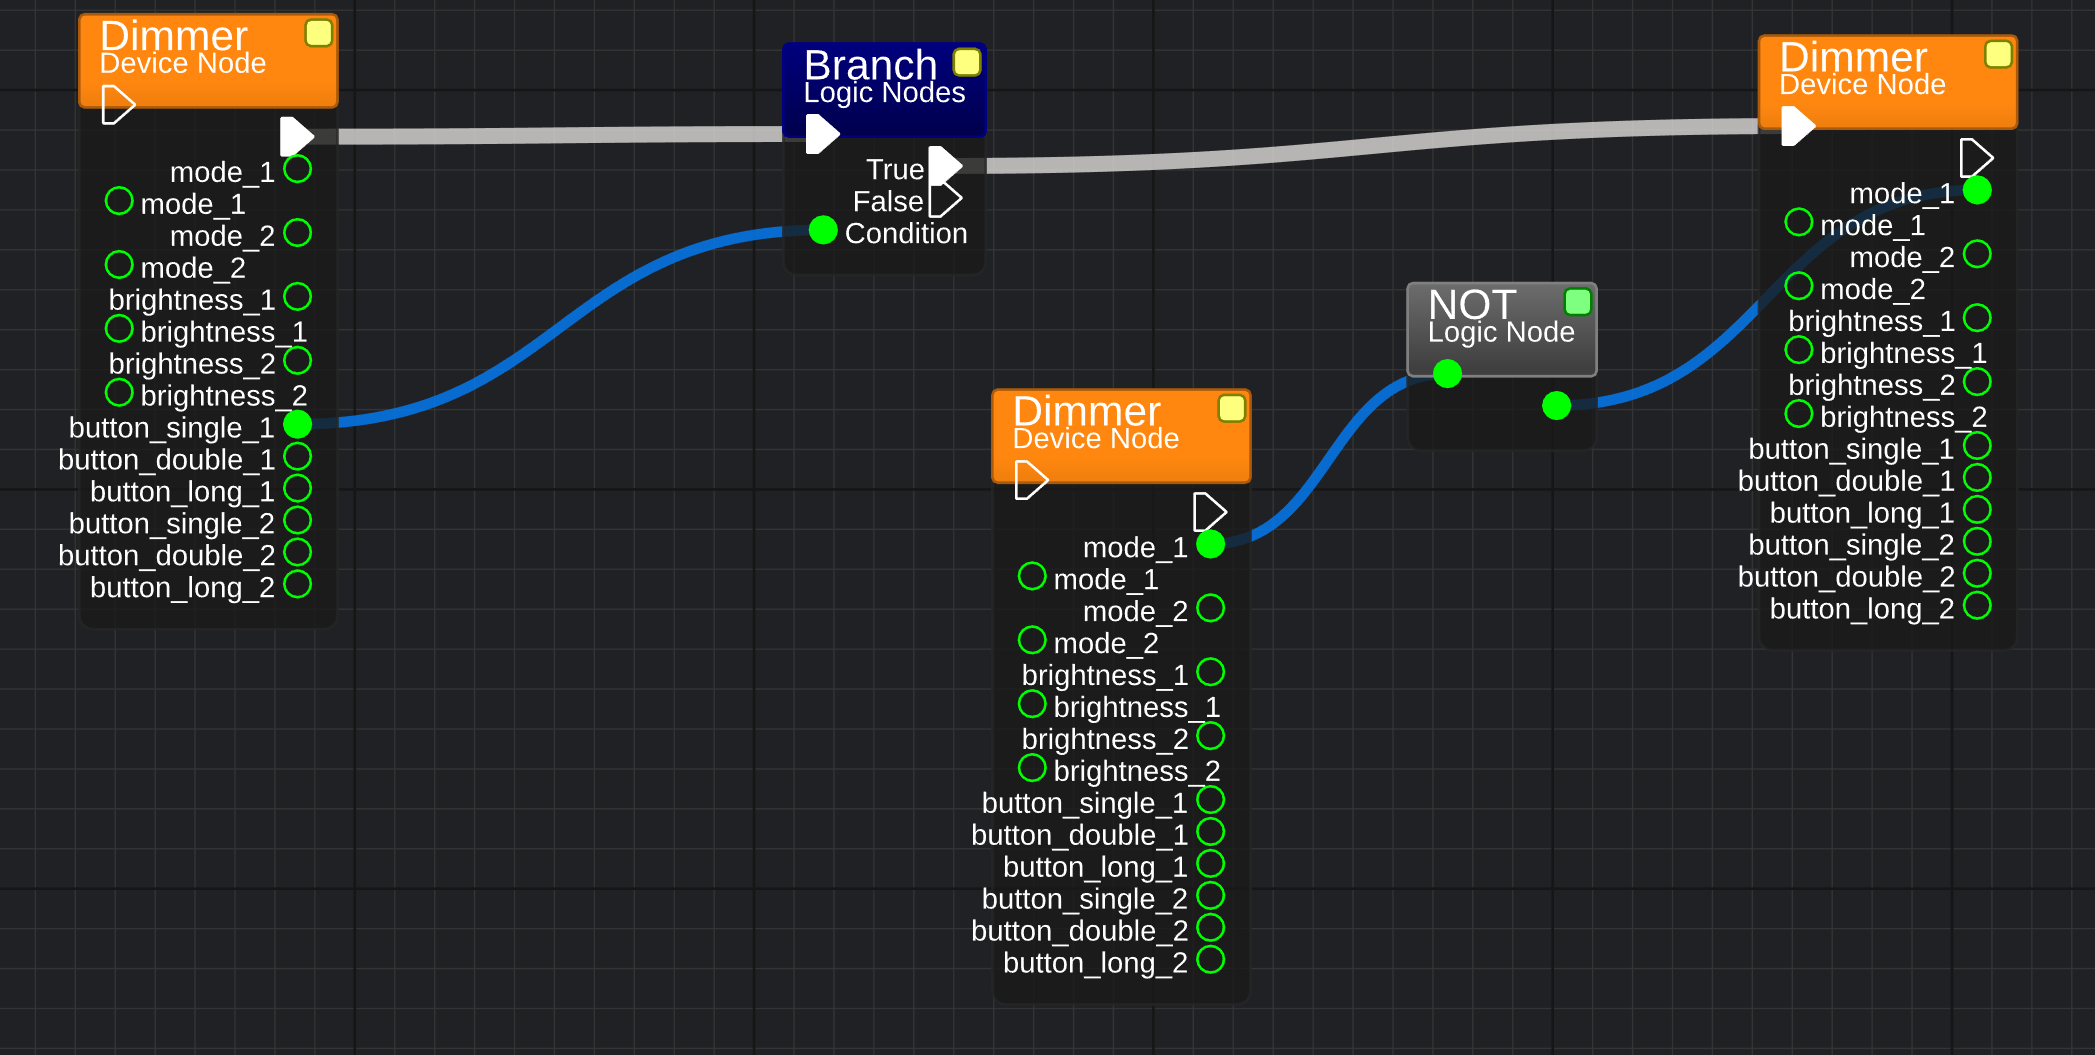 Dimmer
Device Node
mode_1
mode_1
mode_2
mode_2
brightness_1
brightness_1
brightness_2
brightness_2
button_single_1
button_double_1
button_long_1
button_single_2
button_double_2
button_long_2
Branch
Logic Nodes
True
False
Condition
Dimmer
Device Node
mode_1
mode_1
mode_2
mode_2
brightness_1
brightness_1
brightness_2
brightness_2
button_single_1
button_double_1
button_long_1
button_single_2
button_double_2
button_long_2
NOT
Logic Node
Dimmer
Device Node
mode_1
mode_1
mode_2
mode_2
brightness_1
brightness_1
brightness_2
brightness_2
button_single_1
button_double_1
button_long_1
button_single_2
button_double_2
button_long_2